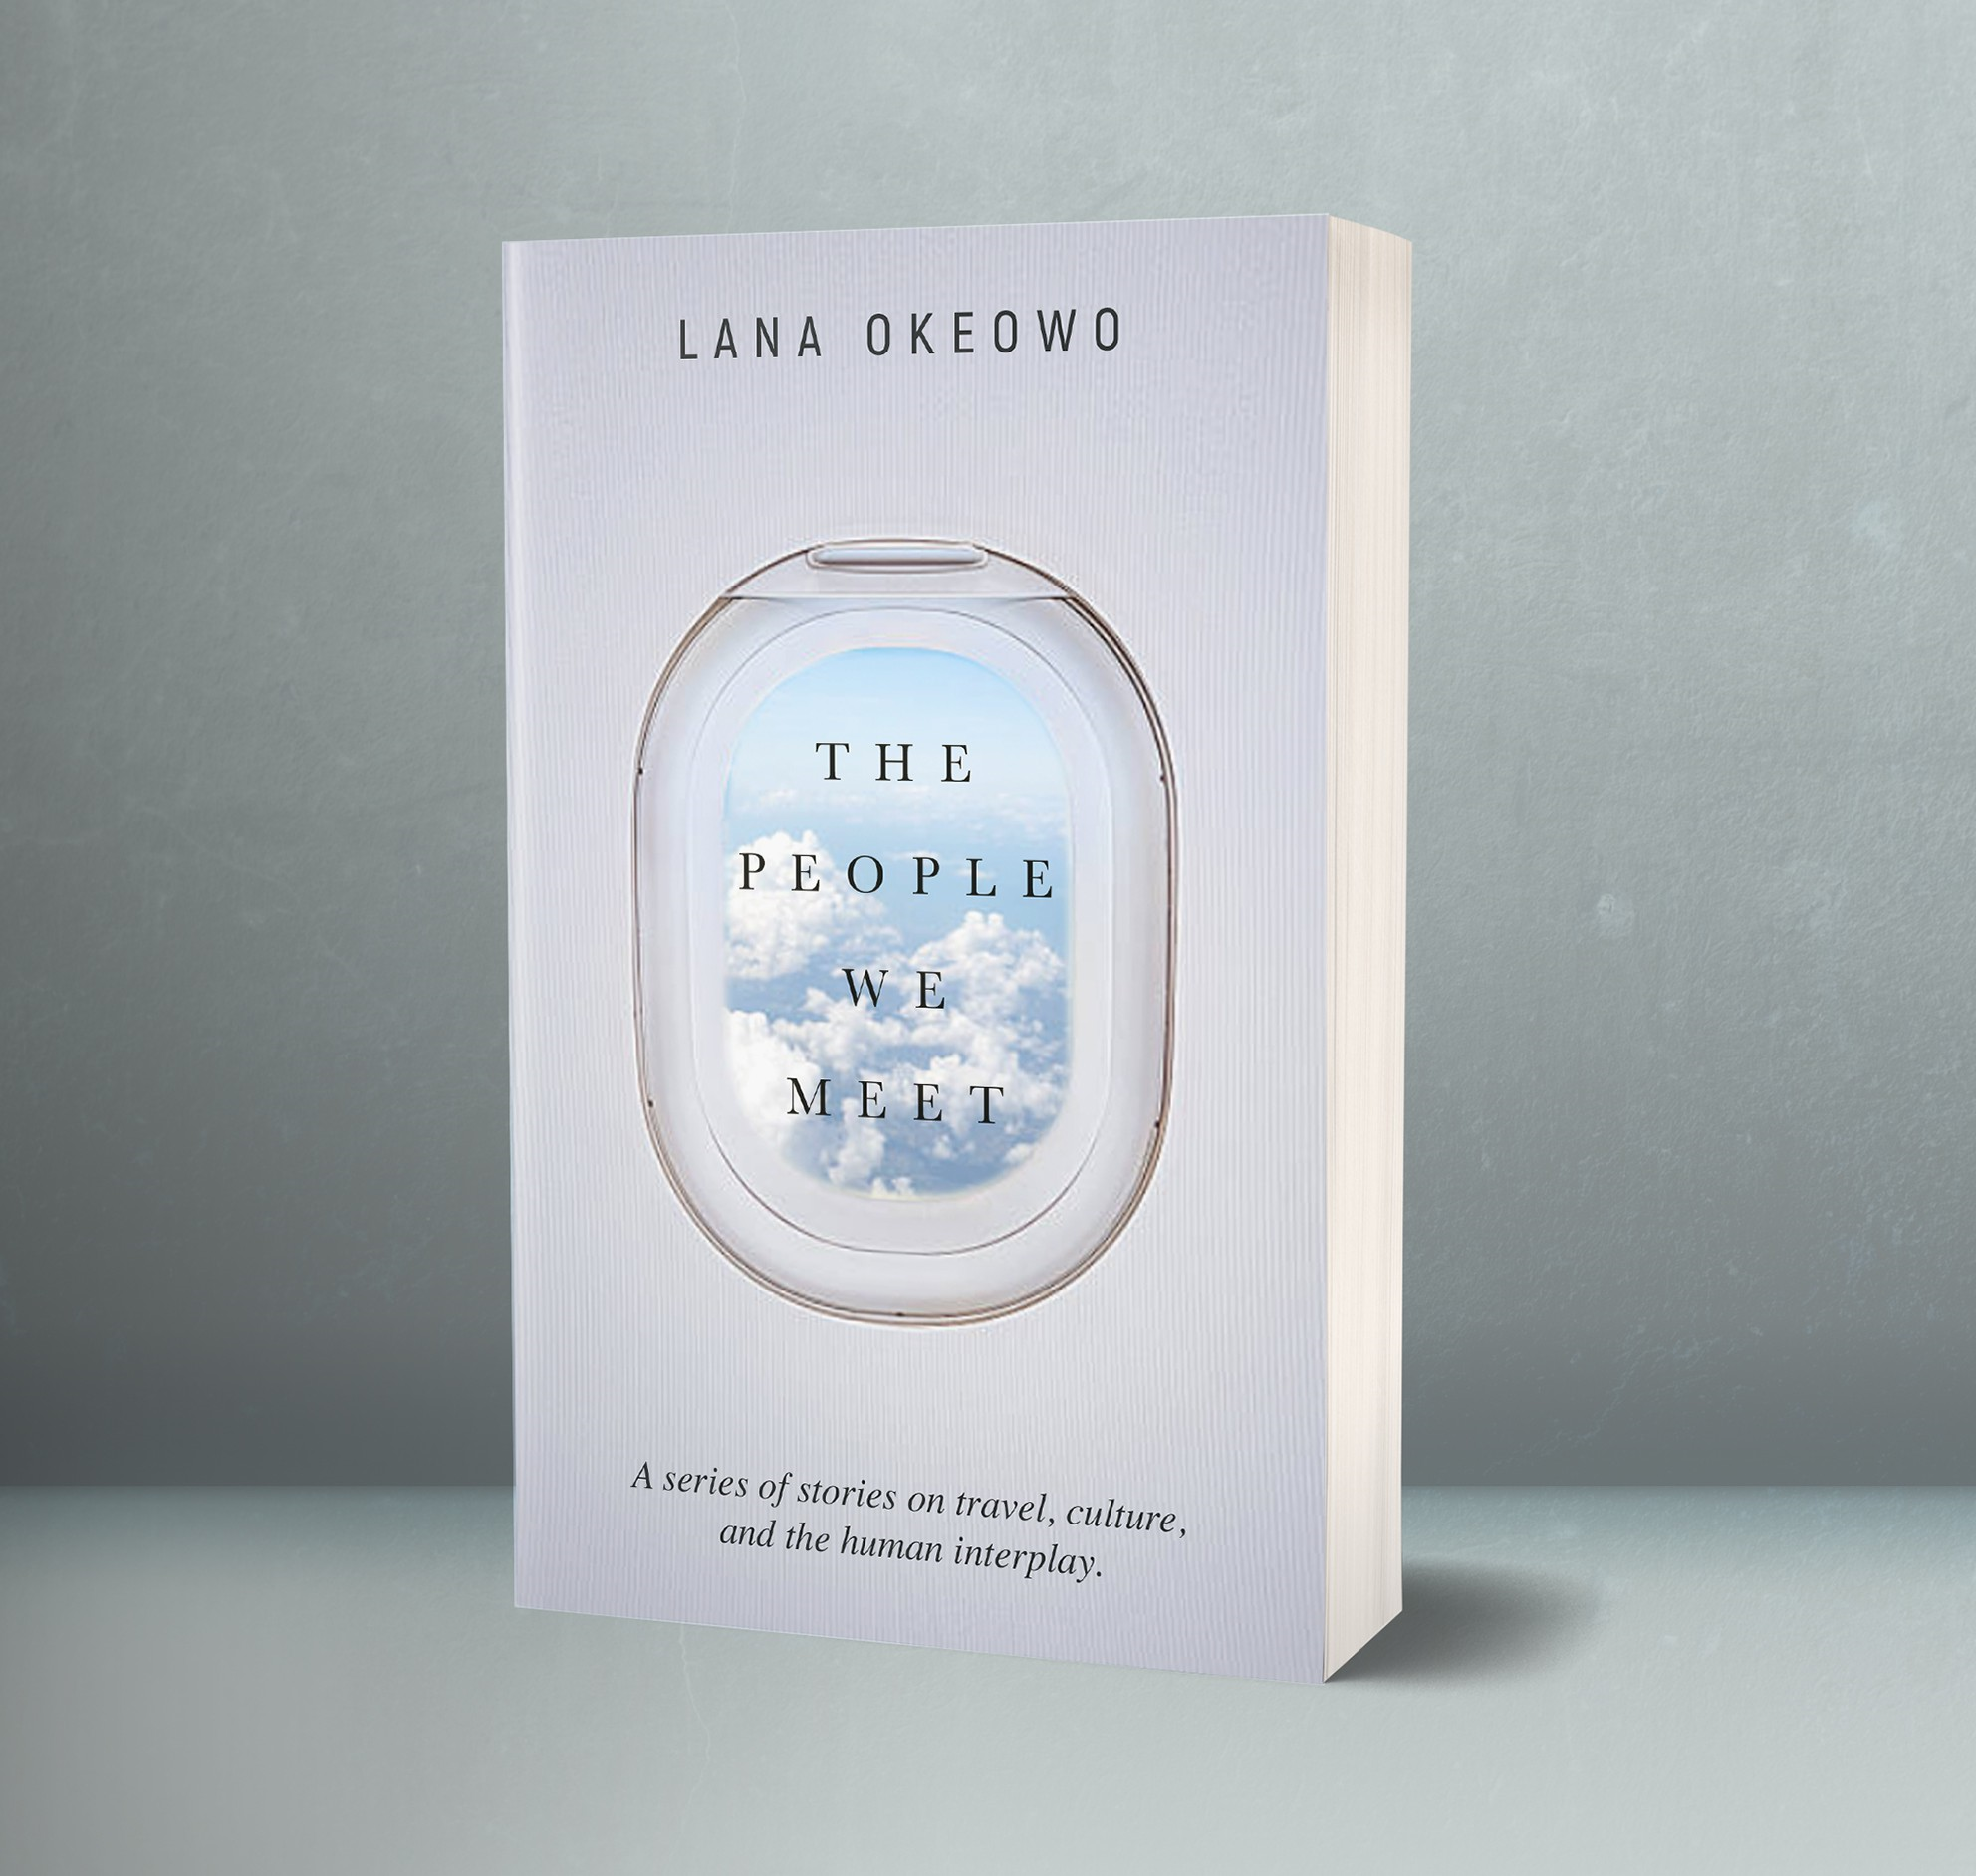 LANA OKEOWO
THE
PEOPLE
WE
MEET
A series of stories on travel, culture,
and the human interplay.